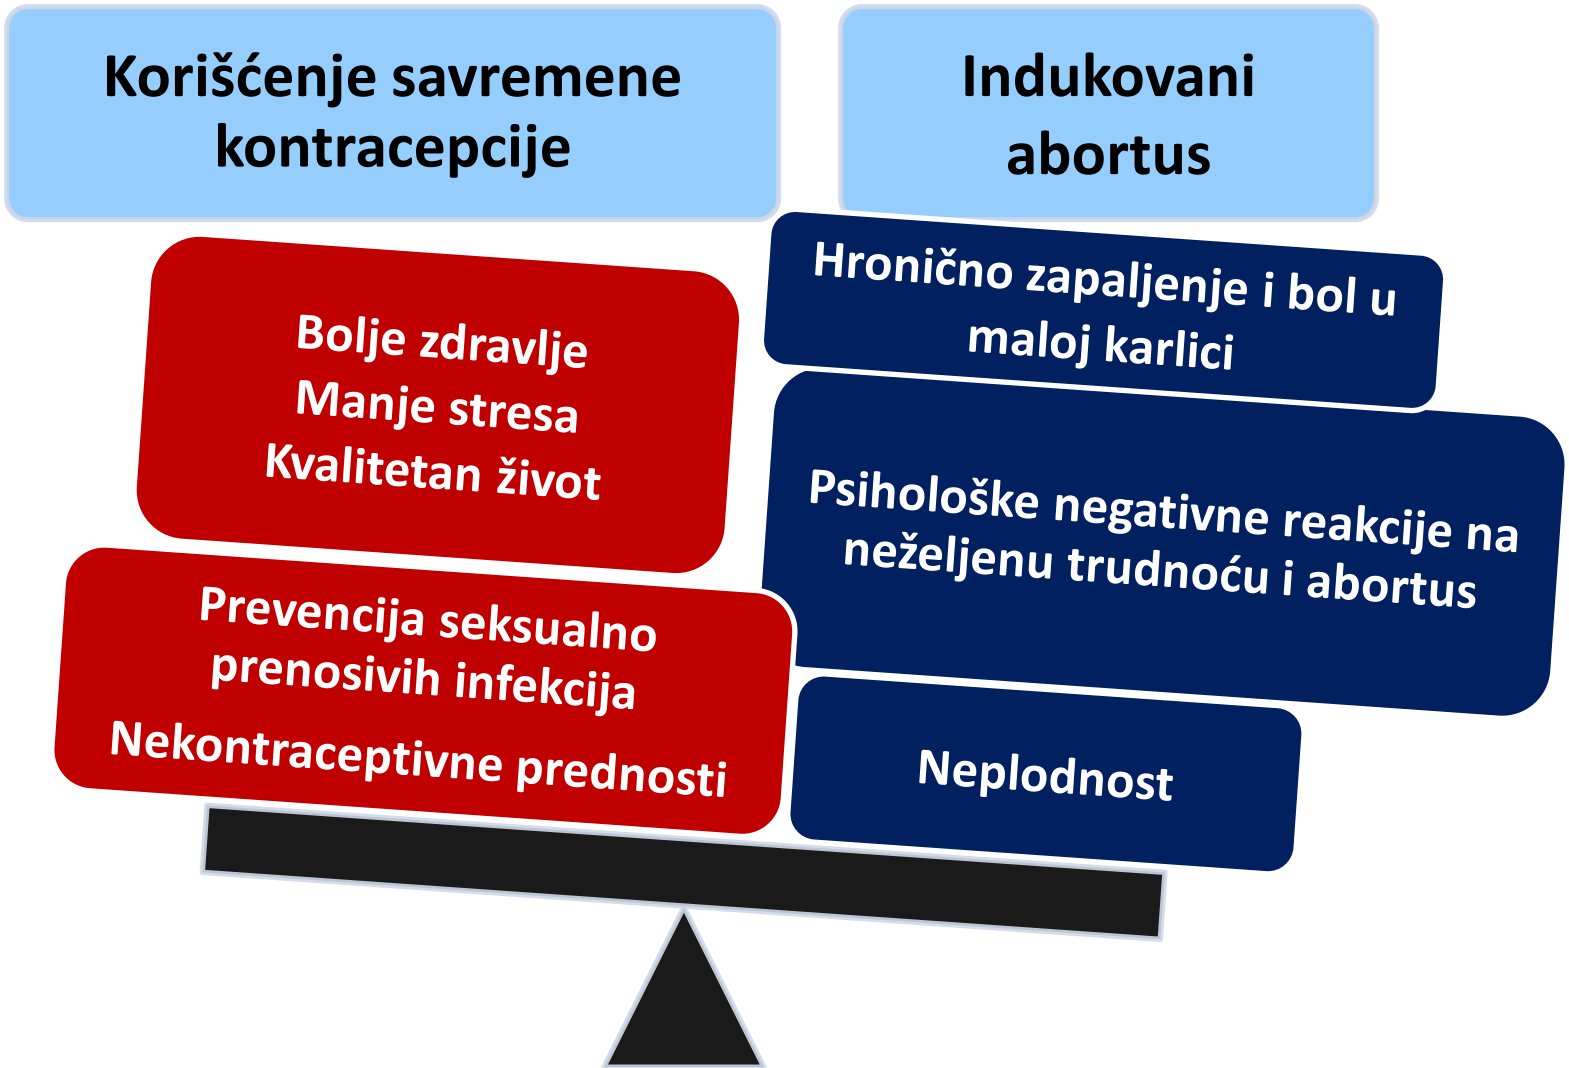 Korišćenje savremene
kontracepcije
Indukovani
abortus
Bolje zdravlje
Manje stresa
Kvalitetan život
Prevencija seksualno
prenosivih infekcija
Nekontraceptivne prednosti
Hronično zapaljenje i bol u
maloj karlici
Psihološke negativne reakcije na
neželjenu trudnoću i abortus
Neplodnost